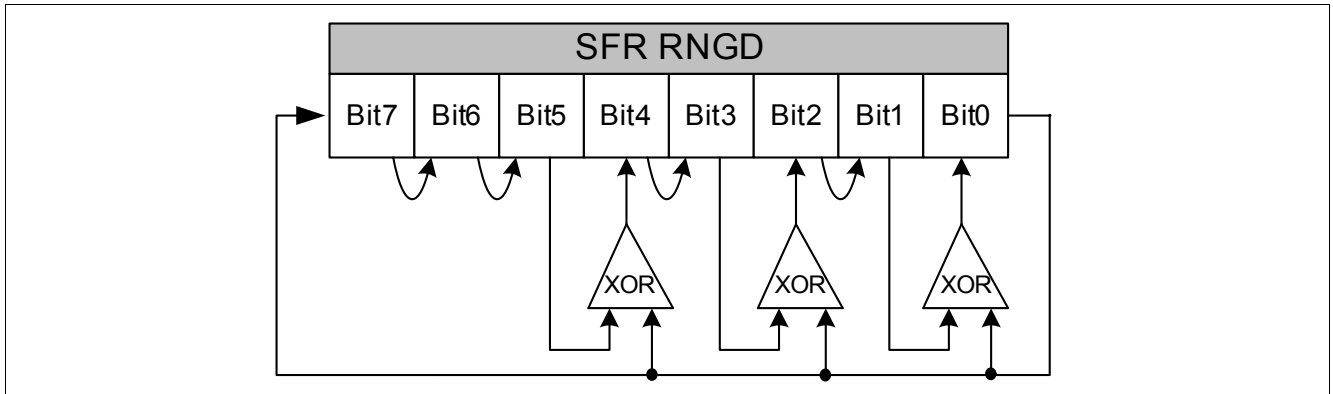 SFR RNGD
Bit7 Bit6 Bit5 Bit4 Bit3 Bit2 Bit1 Bit0
XOR XOR XOR